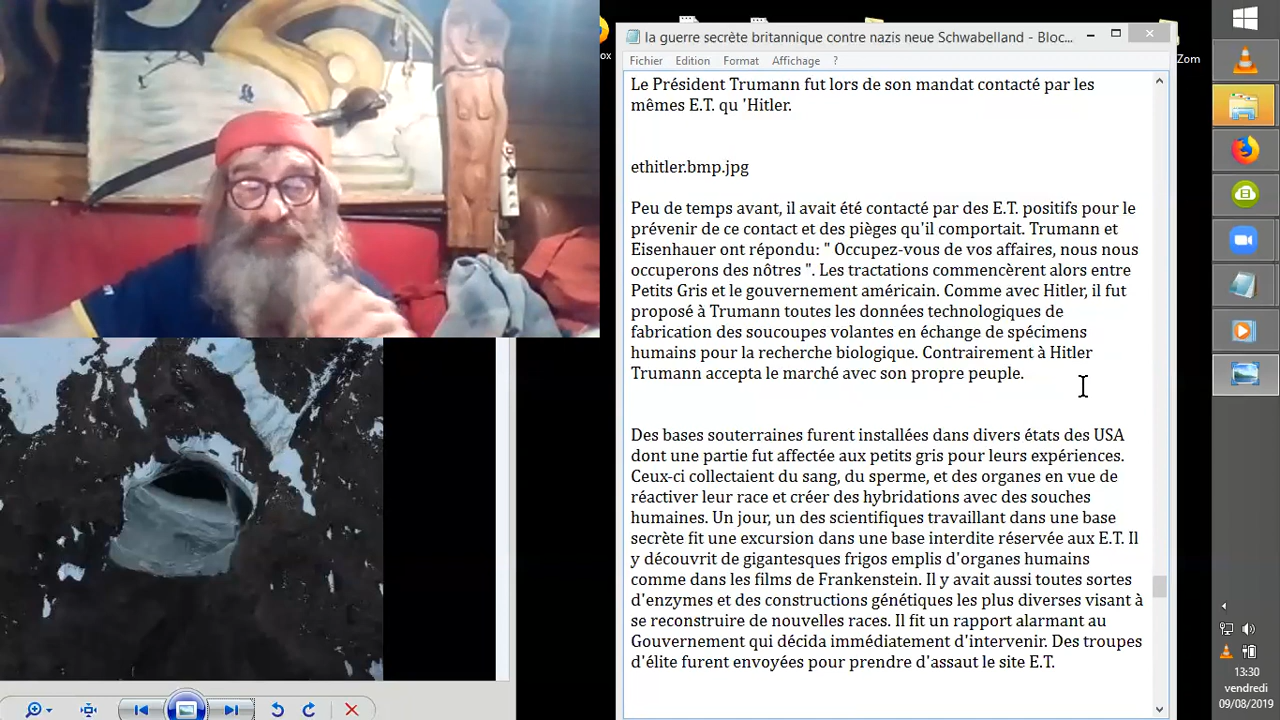 la guerre secrète britannique contre nazis neue Schwabelland - Bloc...
Fichier Edition Format Affichage ?
Le Président Trumann fut lors de son mandat contacté par les
mêmes E.T. qu 'Hitler.
ethitler.bmp.jpg
Peu de temps avant, il avait été contacté par des E.T. positifs pour le
prévenir de ce contact et des pièges qu'il comportait. Trumann et
Eisenhauer ont répondu: " Occupez-vous de vos affaires, nous nous
occuperons des nôtres ". Les tractations commencèrent alors entre
Petits Gris et le gouvernement américain. Comme avec Hitler, il fut
proposé à Trumann toutes les données technologiques de
fabrication des soucoupes volantes en échange de spécimens
humains pour la recherche biologique. Contrairement à Hitler
Trumann accepta le marché avec son propre peuple.
Des bases souterraines furent installées dans divers états des USA
dont une partie fut affectée aux petits gris pour leurs expériences.
Ceux-ci collectaient du sang, du sperme, et des organes en vue de
réactiver leur race et créer des hybridations avec des souches
humaines. Un jour, un des scientifiques travaillant dans une base
secrète fit une excursion dans une base interdite réservée aux E.T. Il
y découvrit de gigantesques frigos emplis d'organes humains
comme dans les films de Frankenstein. Il y avait aussi toutes sortes
d'enzymes et des constructions génétiques les plus diverses visant à
se reconstruire de nouvelles races. Il fit un rapport alarmant au
Gouvernement qui décida immédiatement d'intervenir. Des troupes
d'élite furent envoyées pour prendre d'assaut le site E.T.
ox
Zom
13:30
vendredi
09/08/2019